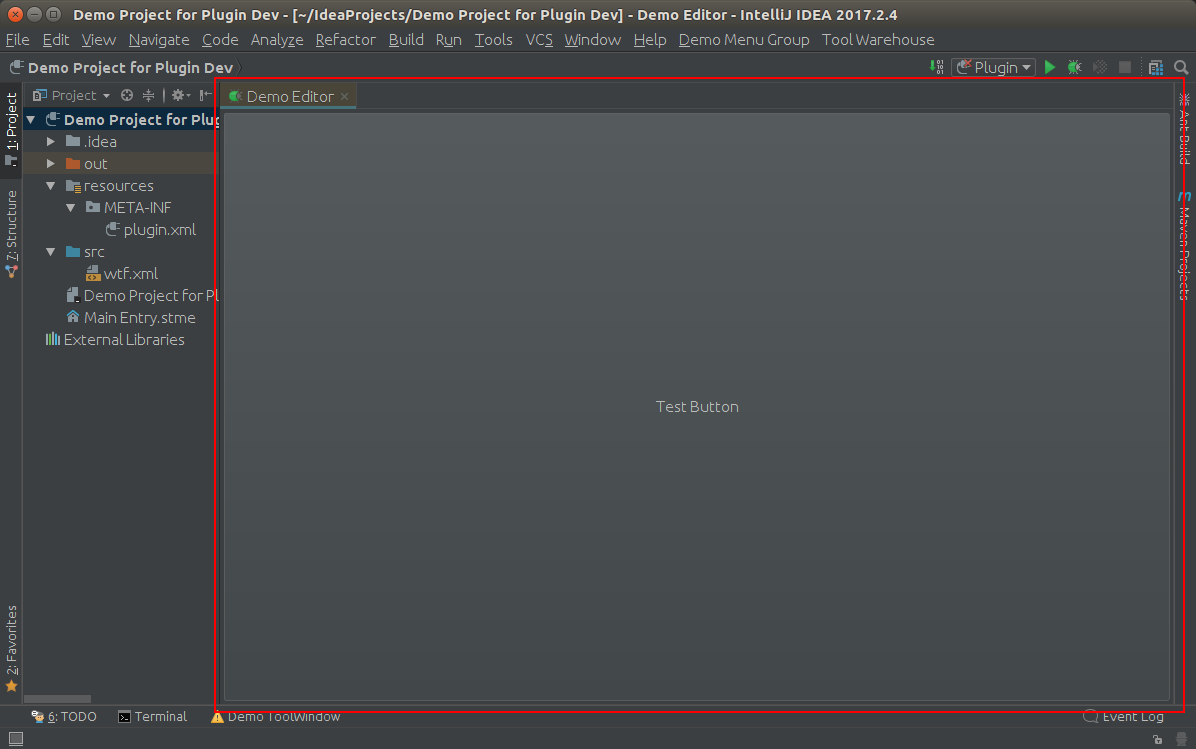 Demo Project for Plugin Dev - [~/IdeaProjects/Demo Project for Plugin Dev] - Demo Editor - IntelliJ IDEA 2017.2.4
File Edit View Navigate Code Analyze Refactor Build Run Tools VCS Window Help Demo Menu Group Tool Warehouse
Demo Project for Plugin Dev
Plugin
1: Project
7: Structure
2: Favorites
Project
Demo Project for Plug
.idea
out
resources
META-INF
plugin.xml
src
wtf.xml
Demo Project for Pl
Main Entry.stme
External Libraries
Demo Editor
Test Button
Ant Build
m Maven Projects
6: TODO Terminal Demo ToolWindow Event Log